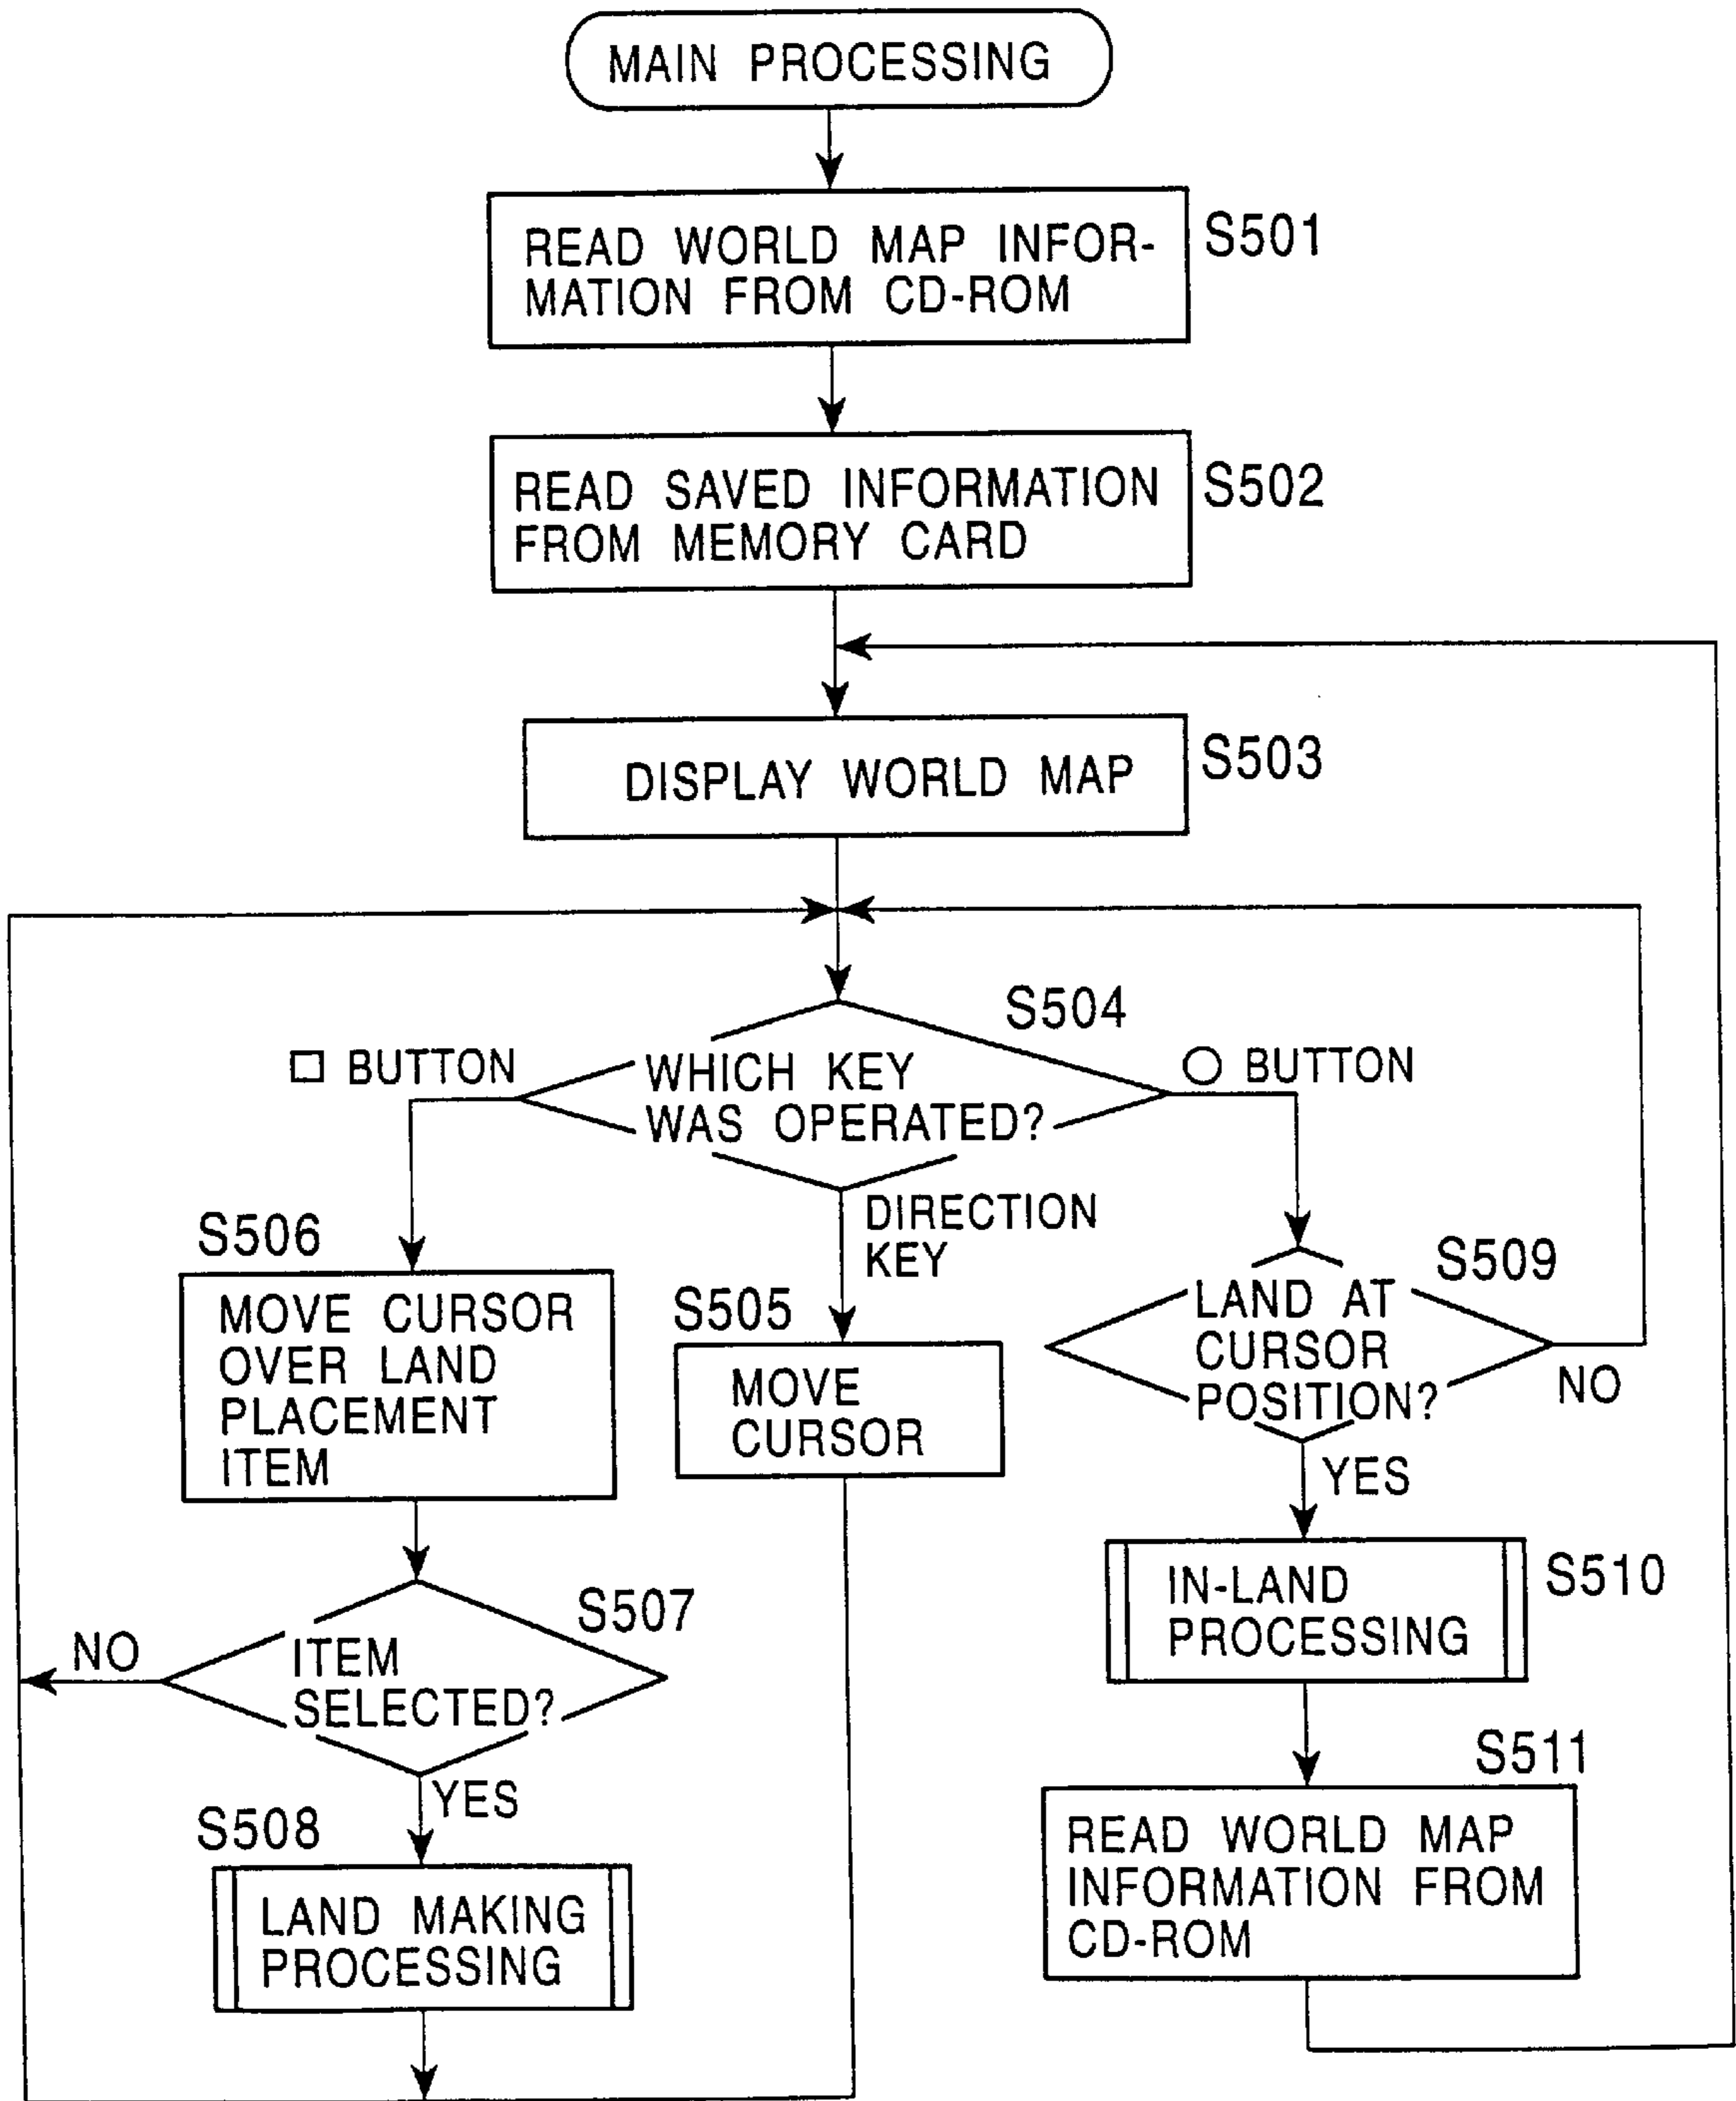 MAIN PROCESSING
READ WORLD MAP INFOR-
MATION FROM CD-ROM
S501
READ SAVED INFORMATION
FROM MEMORY CARD
S502
DISPLAY WORLD MAP
S503
S504
WHICH KEY
WAS OPERATED?
□ BUTTON
○ BUTTON
DIRECTION
KEY
S506
MOVE CURSOR
OVER LAND
PLACEMENT
ITEM
S505
MOVE
CURSOR
S509
LAND AT
CURSOR
POSITION?
NO
YES
S507
ITEM
SELECTED?
NO
YES
S510
IN-LAND
PROCESSING
S508
LAND MAKING
PROCESSING
S511
READ WORLD MAP
INFORMATION FROM
CD-ROM